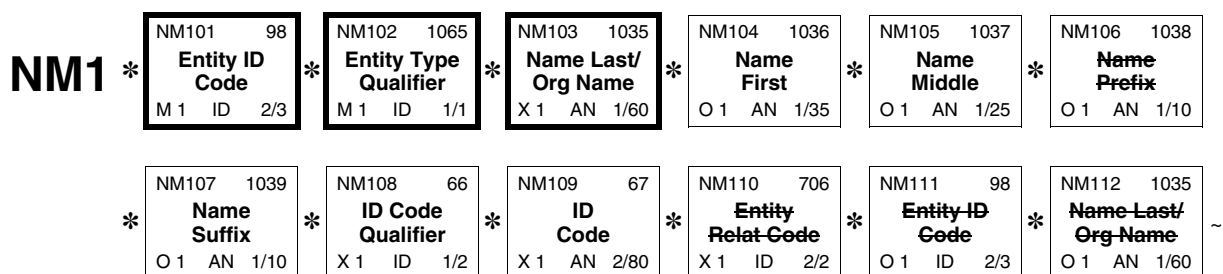 NM101 98 NM102 1065 NM103 1035 NM104 1036 NM105 1037 NM106 1038
NM1 * Entity ID * Entity Type * Name Last/ * Name * Name * Name
Code Qualifier Org Name First Middle Prefix
M 1 ID 2/3 M 1 ID 1/1 X 1 AN 1/60 O 1 AN 1/35 O 1 AN 1/25 O 1 AN 1/10
NM107 1039 NM108 66 NM109 67 NM110 706 NM111 98 NM112 1035
* Name * ID Code * ID * Entity * Entity ID * Name Last/ ~
Suffix Qualifier Code Relat Code Code Org Name
O 1 AN 1/10 X 1 ID 1/2 X 1 AN 2/80 X 1 ID 2/2 O 1 ID 2/3 O 1 AN 1/60